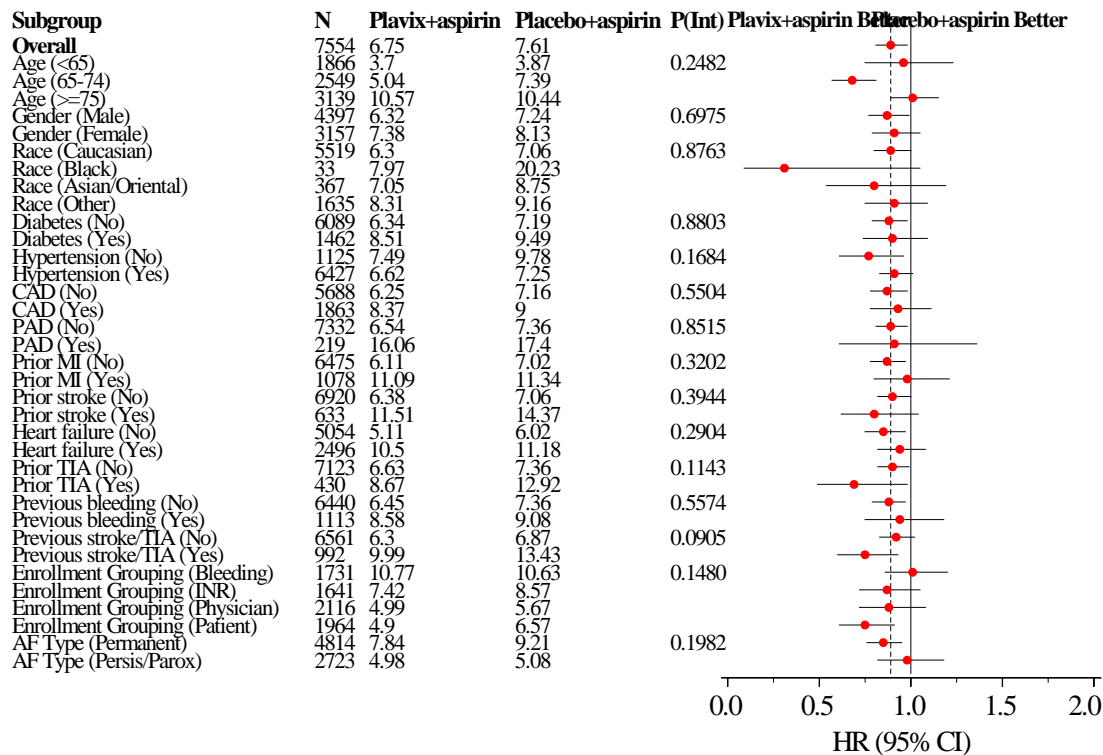 Subgroup N Plavix+aspirin Placebo+aspirin P(Int) Plavix+aspirin Better Placebo+aspirin Better
Overall 7554 6.75 7.61
Age (<65) 1866 3.7 3.87 0.2482
Age (65-74) 2549 5.04 7.39
Age (>=75) 3139 10.57 10.44
Gender (Male) 4397 6.32 7.24 0.6975
Gender (Female) 3157 7.38 8.13
Race (Caucasian) 5519 6.3 7.06 0.8763
Race (Black) 33 7.97 20.23
Race (Asian/Oriental) 367 7.05 8.75
Race (Other) 1635 8.31 9.16
Diabetes (No) 6089 6.34 7.19 0.8803
Diabetes (Yes) 1462 8.51 9.49
Hypertension (No) 1125 7.49 9.78 0.1684
Hypertension (Yes) 6427 6.62 7.25
CAD (No) 5688 6.25 7.16 0.5504
CAD (Yes) 1863 8.37 9
PAD (No) 7332 6.54 7.36 0.8515
PAD (Yes) 219 16.06 17.4
Prior MI (No) 6475 6.11 7.02 0.3202
Prior MI (Yes) 1078 11.09 11.34
Prior stroke (No) 6920 6.38 7.06 0.3944
Prior stroke (Yes) 633 11.51 14.37
Heart failure (No) 5054 5.11 6.02 0.2904
Heart failure (Yes) 2496 10.5 11.18
Prior TIA (No) 7123 6.63 7.36 0.1143
Prior TIA (Yes) 430 8.67 12.92
Previous bleeding (No) 6440 6.45 7.36 0.5574
Previous bleeding (Yes) 1113 8.58 9.08
Previous stroke/TIA (No) 6561 6.3 6.87 0.0905
Previous stroke/TIA (Yes) 992 9.99 13.43
Enrollment Grouping (Bleeding) 1731 10.77 10.63 0.1480
Enrollment Grouping (INR) 1641 7.42 8.57
Enrollment Grouping (Physician) 2116 4.99 5.67
Enrollment Grouping (Patient) 1964 4.9 6.57
AF Type (Permanent) 4814 7.84 9.21 0.1982
AF Type (Persis/Parox) 2723 4.98 5.08
0.0 0.5 1.0 1.5 2.0
HR (95% CI)